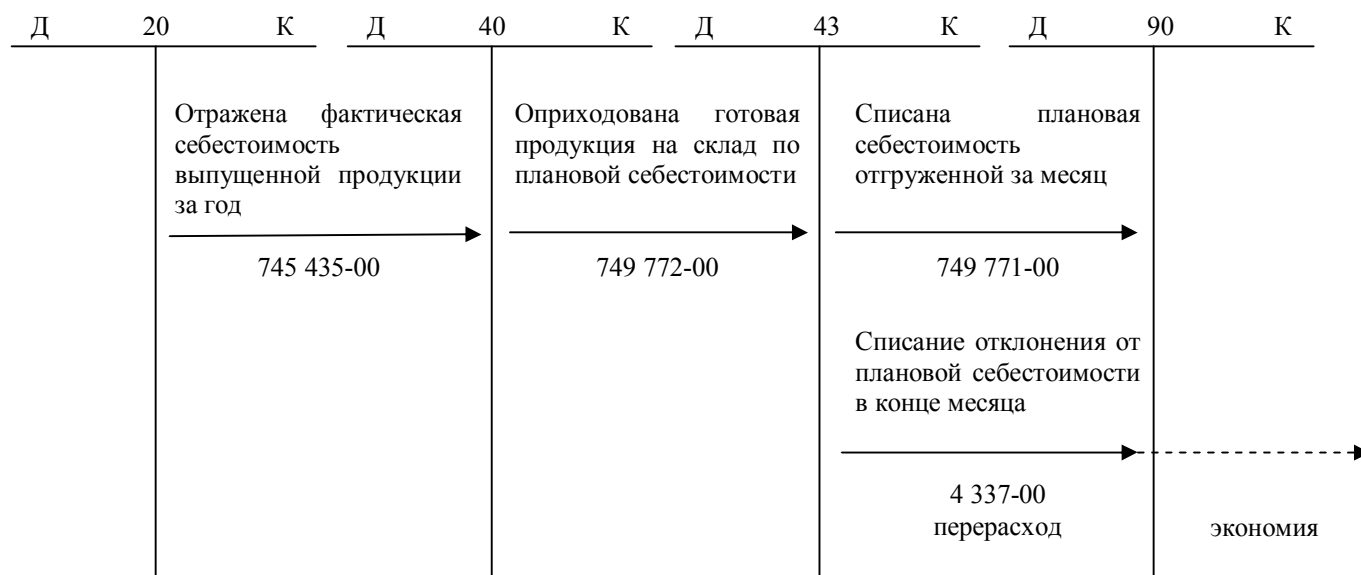 Д 20 К Д 40 К Д 43 К Д 90 К
Отражена фактическая
себестоимость
выпущенной продукции
за год
745 435-00
Оприходована готовая
продукция на склад по
плановой себестоимости
749 772-00
Списана плановая
себестоимость
отгруженной за месяц
749 771-00
Списание отклонения от
плановой себестоимости
в конце месяца
4 337-00
перерасход
экономия